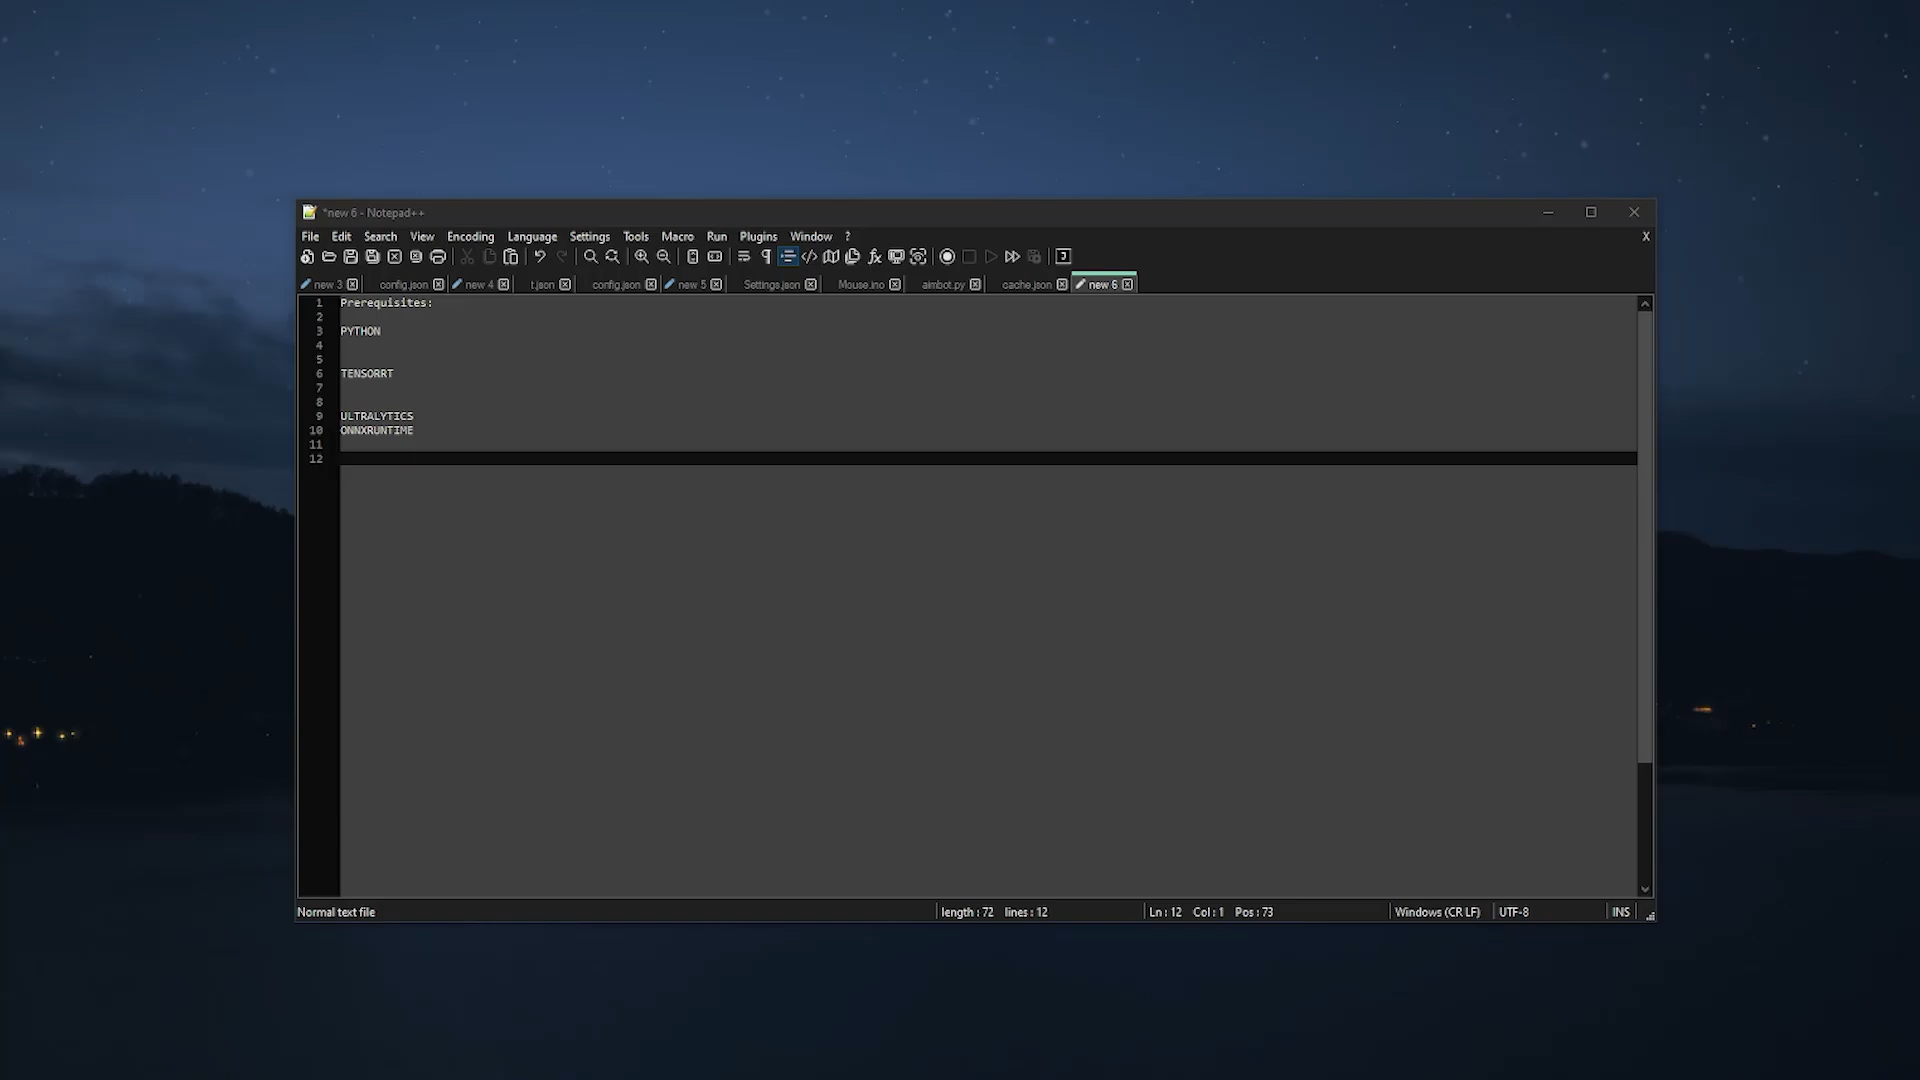 *new 6 - Notepad++
File Edit Search View Encoding Language Settings Tools Macro Run Plugins Window ? X
new 3 config.json new 4 t.json config.json new 5 Settings.json Mouse.ino aimbot.py cache.json new 6
1 Prerequisites:
2
3 PYTHON
4
5
6 TENSORRT
7
8
9 ULTRALYTICS
10 ONNXRUNTIME
11
12
Normal text file length : 72 lines : 12 Ln : 12 Col : 1 Pos : 73 Windows (CR LF) UTF-8 INS